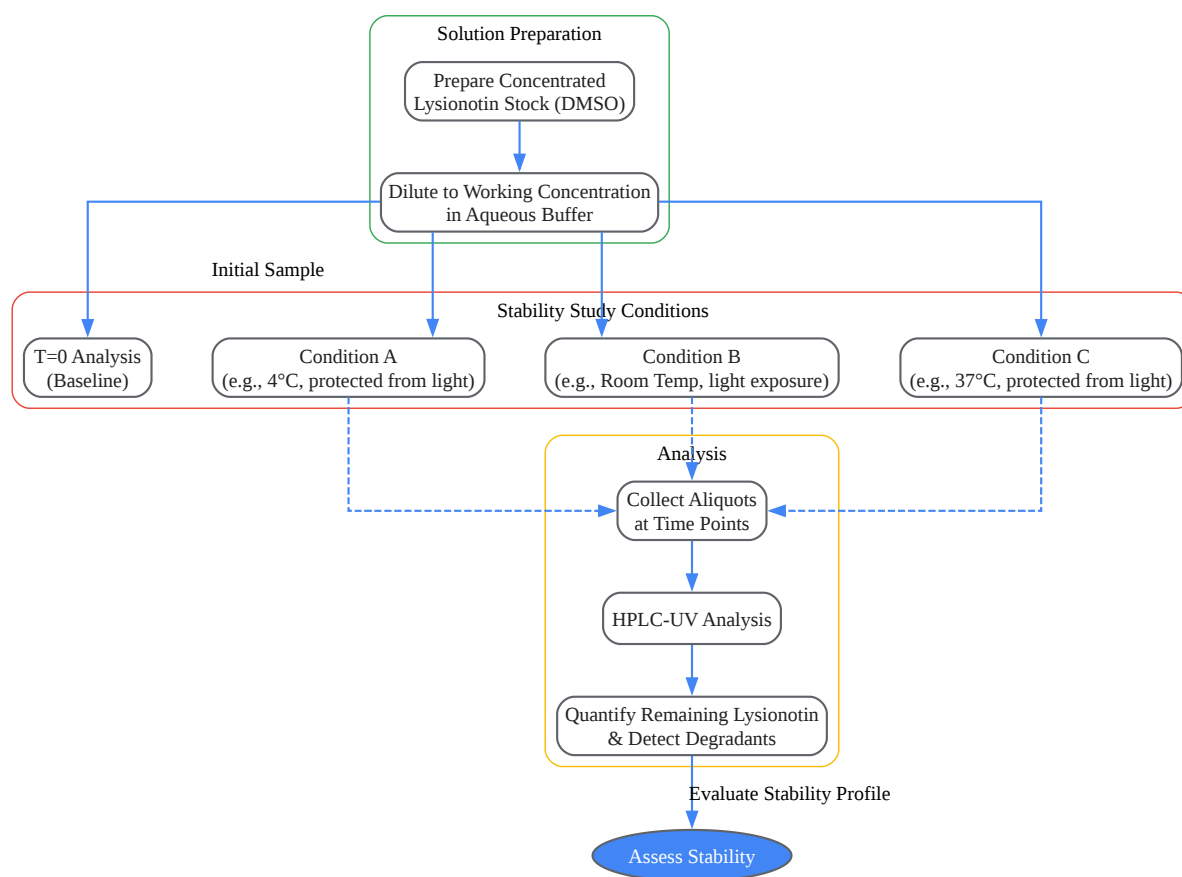 Solution Preparation
Prepare Concentrated
Lysionotin Stock (DMSO)
Dilute to Working Concentration
in Aqueous Buffer
Initial Sample
Stability Study Conditions
T=0 Analysis
(Baseline)
Condition A
(e.g., 4°C, protected from light)
Condition B
(e.g., Room Temp, light exposure)
Condition C
(e.g., 37°C, protected from light)
Analysis
Collect Aliquots
at Time Points
HPLC-UV Analysis
Quantify Remaining Lysionotin
& Detect Degradants
Evaluate Stability Profile
Assess Stability